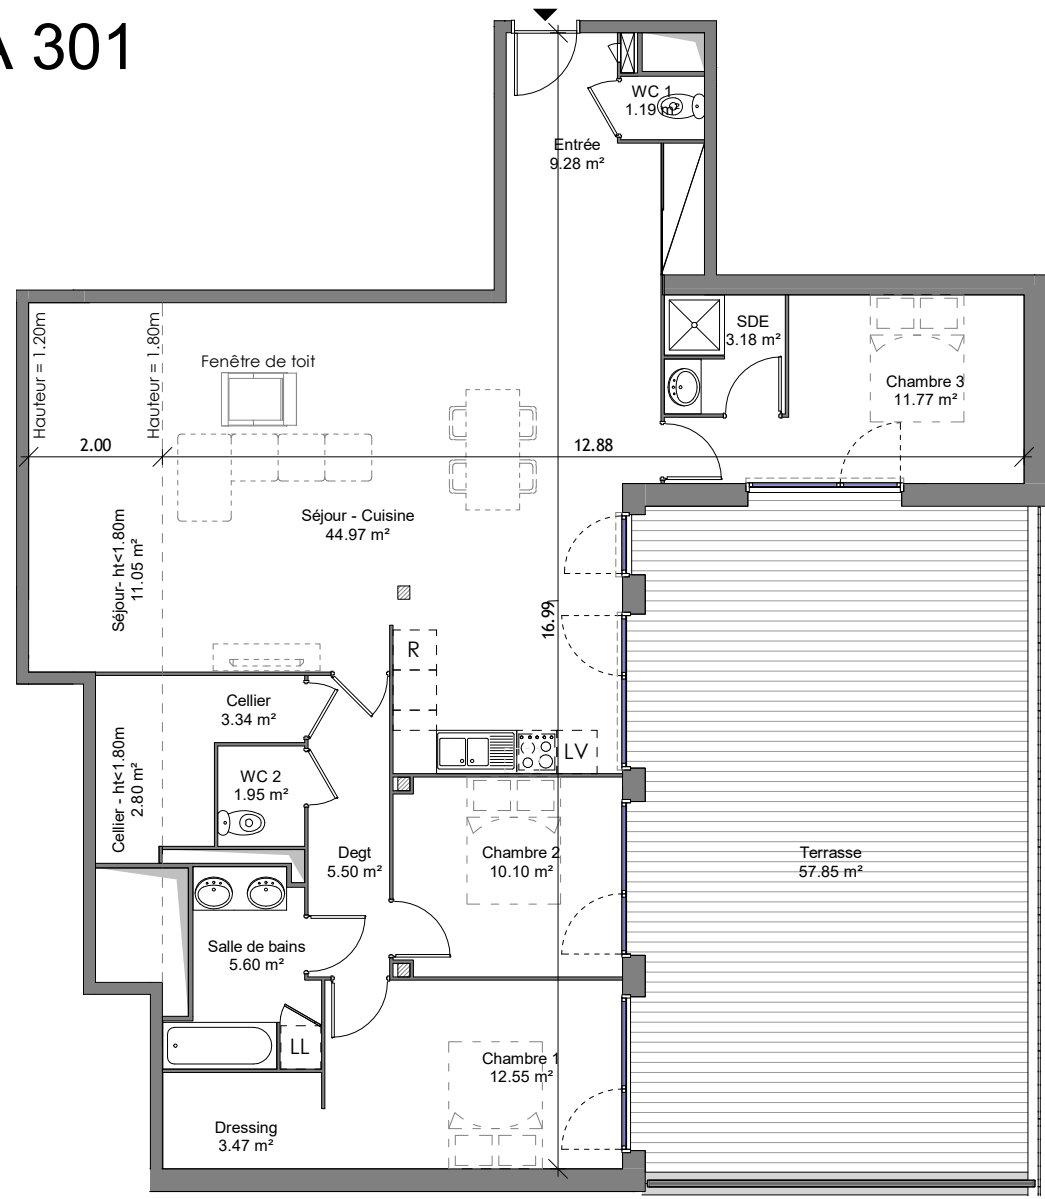 A 301
WC 1
1.19 m²
Entrée
9.28 m²
Hauteur = 1.20m
Hauteur = 1.80m
Fenêtre de toit
SDE
3.18 m²
Chambre 3
11.77 m²
2.00
12.88
Séjour - Cuisine
44.97 m²
Séjour- ht<1.80m
11.05 m²
16.99
R
Cellier
3.34 m²
LV
Cellier - ht<1.80m
2.80 m²
WC 2
1.95 m²
Degt
5.50 m²
Chambre 2
10.10 m²
Terrasse
57.85 m²
Salle de bains
5.60 m²
LL
Chambre 1
12.55 m²
Dressing
3.47 m²